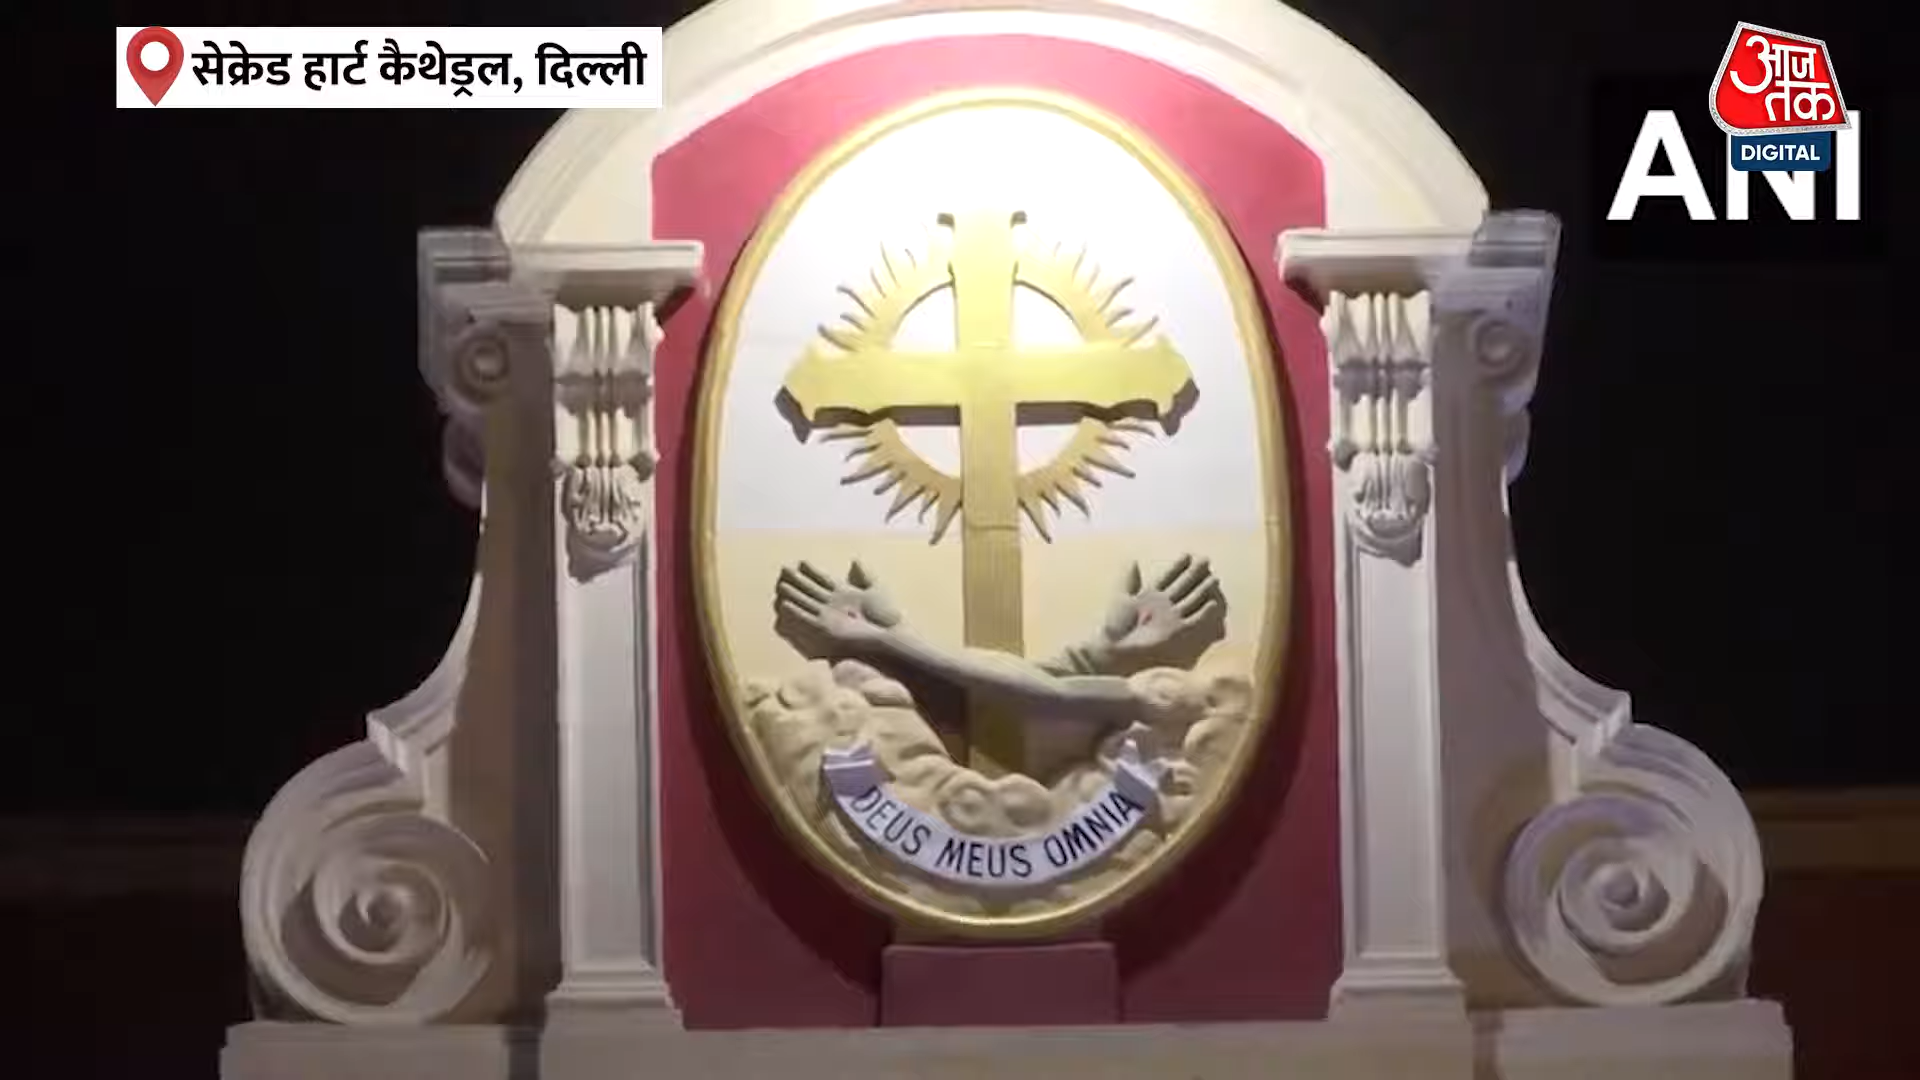 सेक्रेड हार्ट कैथेड्रल, दिल्ली
आज
तक
ANI
DIGITAL
DEUS MEUS OMNIA